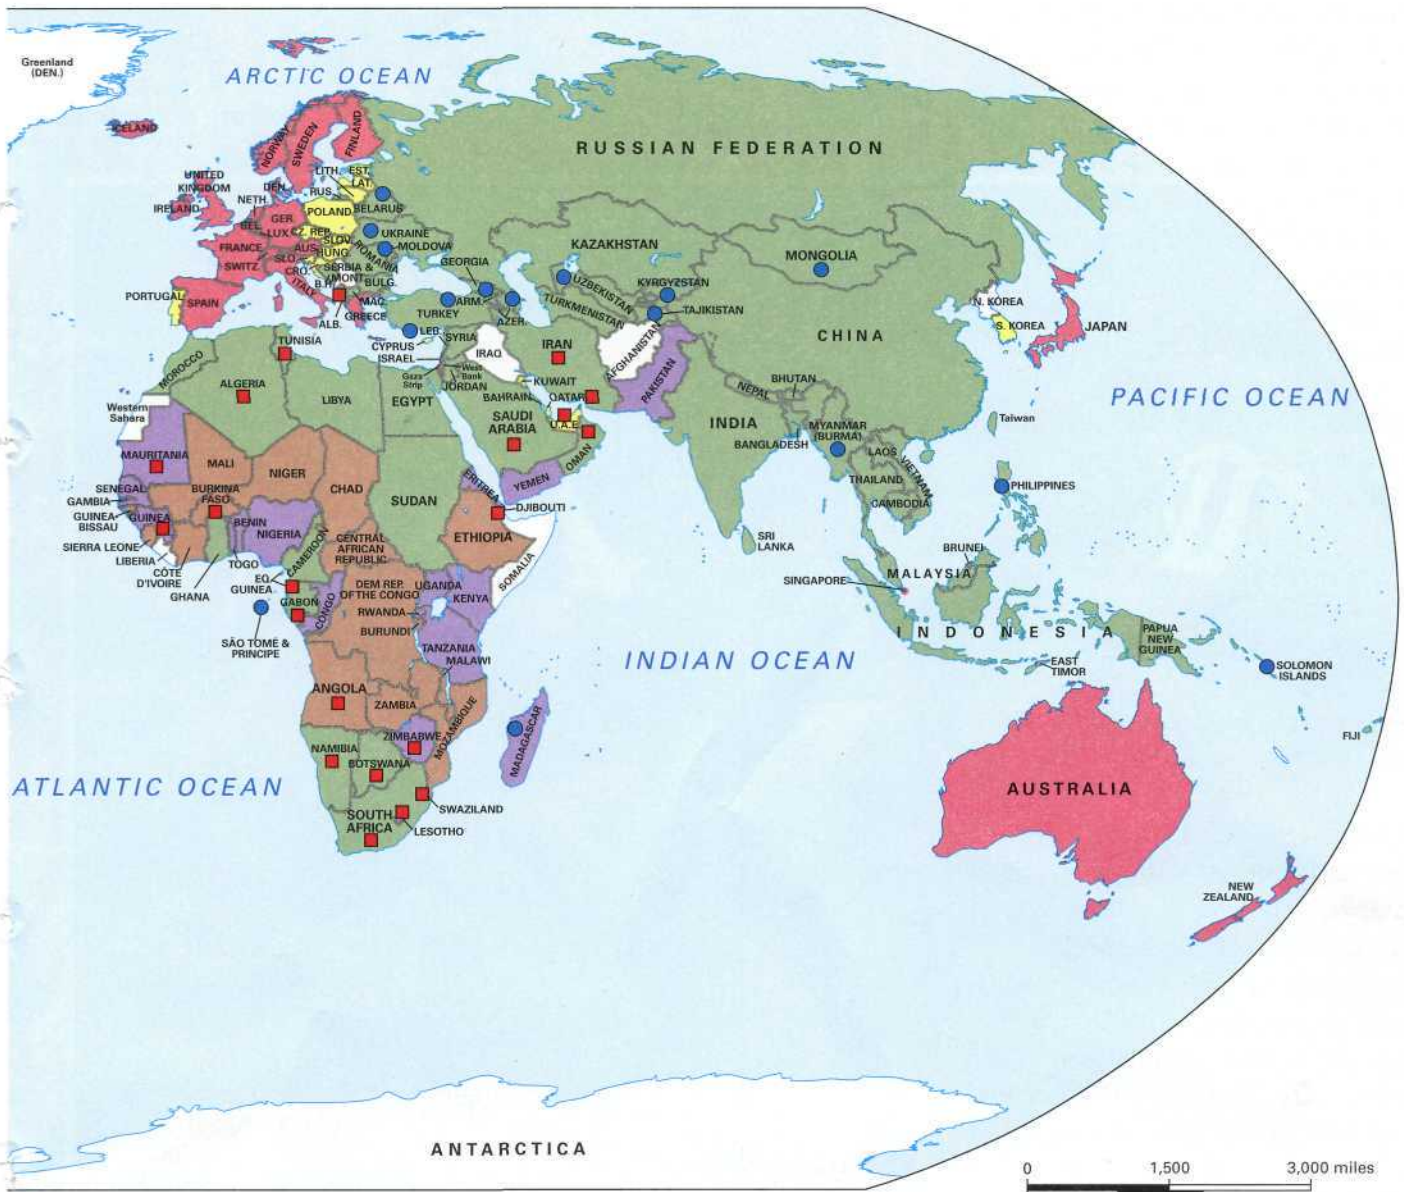 Greenland
(DEN.)
ARCTIC OCEAN
ICELAND
NORWAY
SWEDEN
FINLAND
RUSSIAN FEDERATION
UNITED
KINGDOM
IRELAND
DEN.
NETH.
BEL.
LUX.
GER.
LITH.
EST.
LAT.
RUS.
BELARUS
POLAND
CZ. REP.
SLOV.
UKRAINE
MOLDOVA
ROMANIA
FRANCE
SWITZ.
AUS.
HUNG.
SLO.
CRO.
B.H.
SERBIA &
MONT.
BULG.
MAC.
ALB.
GREECE
ITALY
PORTUGAL
SPAIN
GEORGIA
ARM.
AZER.
TURKEY
CYPRUS
LEB.
SYRIA
ISRAEL
West
Bank
Gaza
Strip
JORDAN
IRAQ
IRAN
KUWAIT
BAHRAIN
QATAR
U.A.E.
SAUDI
ARABIA
OMAN
YEMEN
KAZAKHSTAN
UZBEKISTAN
TURKMENISTAN
KYRGYZSTAN
TAJIKISTAN
AFGHANISTAN
PAKISTAN
MONGOLIA
CHINA
N. KOREA
S. KOREA
JAPAN
PACIFIC OCEAN
NEPAL
BHUTAN
INDIA
BANGLADESH
MYANMAR
(BURMA)
LAOS
VIETNAM
THAILAND
CAMBODIA
Taiwan
PHILIPPINES
SRI
LANKA
BRUNEI
MALAYSIA
SINGAPORE
INDONESIA
EAST
TIMOR
PAPUA
NEW
GUINEA
SOLOMON
ISLANDS
FIJI
MOROCCO
Western
Sahara
ALGERIA
TUNISIA
LIBYA
EGYPT
MAURITANIA
MALI
NIGER
CHAD
SUDAN
ERITREA
DJIBOUTI
ETHIOPIA
SOMALIA
SENEGAL
GAMBIA
GUINEA
BISSAU
GUINEA
SIERRA LEONE
LIBERIA
CÔTE
D'IVOIRE
BURKINA
FASO
GHANA
TOGO
BENIN
NIGERIA
CAMEROON
CENTRAL
AFRICAN
REPUBLIC
EQ.
GUINEA
GABON
CONGO
SÃO TOMÉ &
PRINCIPE
DEM REP.
OF THE CONGO
UGANDA
KENYA
RWANDA
BURUNDI
TANZANIA
MALAWI
ANGOLA
ZAMBIA
MOZAMBIQUE
ZIMBABWE
NAMIBIA
BOTSWANA
MADAGASCAR
SWAZILAND
LESOTHO
SOUTH
AFRICA
INDIAN OCEAN
ATLANTIC OCEAN
AUSTRALIA
NEW
ZEALAND
ANTARCTICA
0 1,500 3,000 miles